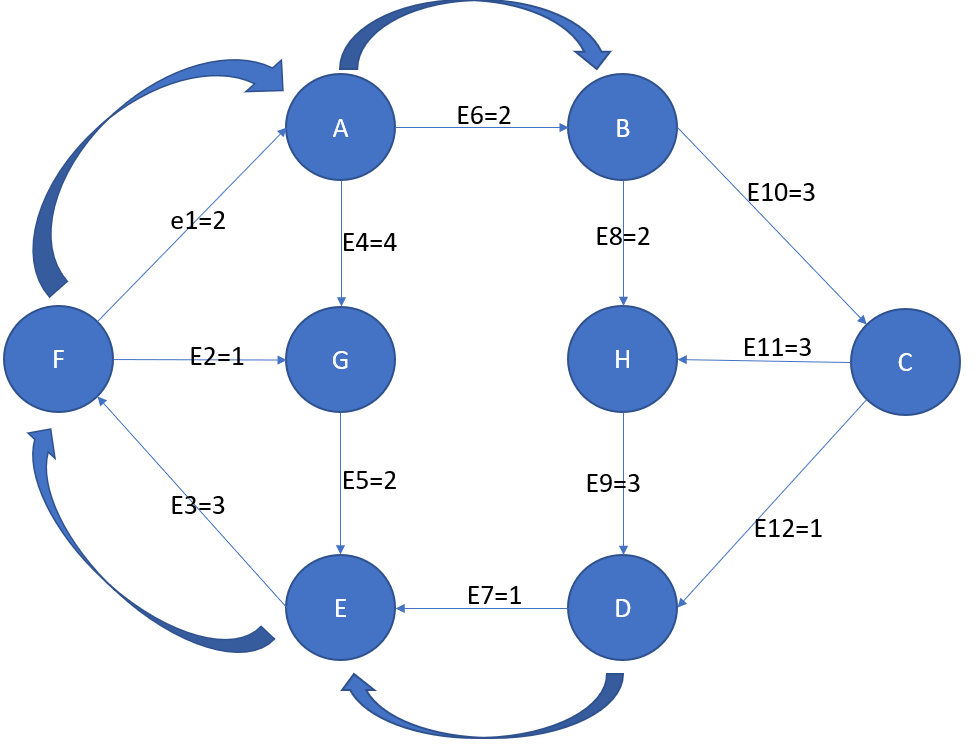 A
E6=2
B
E10=3
e1=2
E4=4
E8=2
F
E2=1
G
H
E11=3
C
E3=3
E5=2
E9=3
E12=1
E
E7=1
D